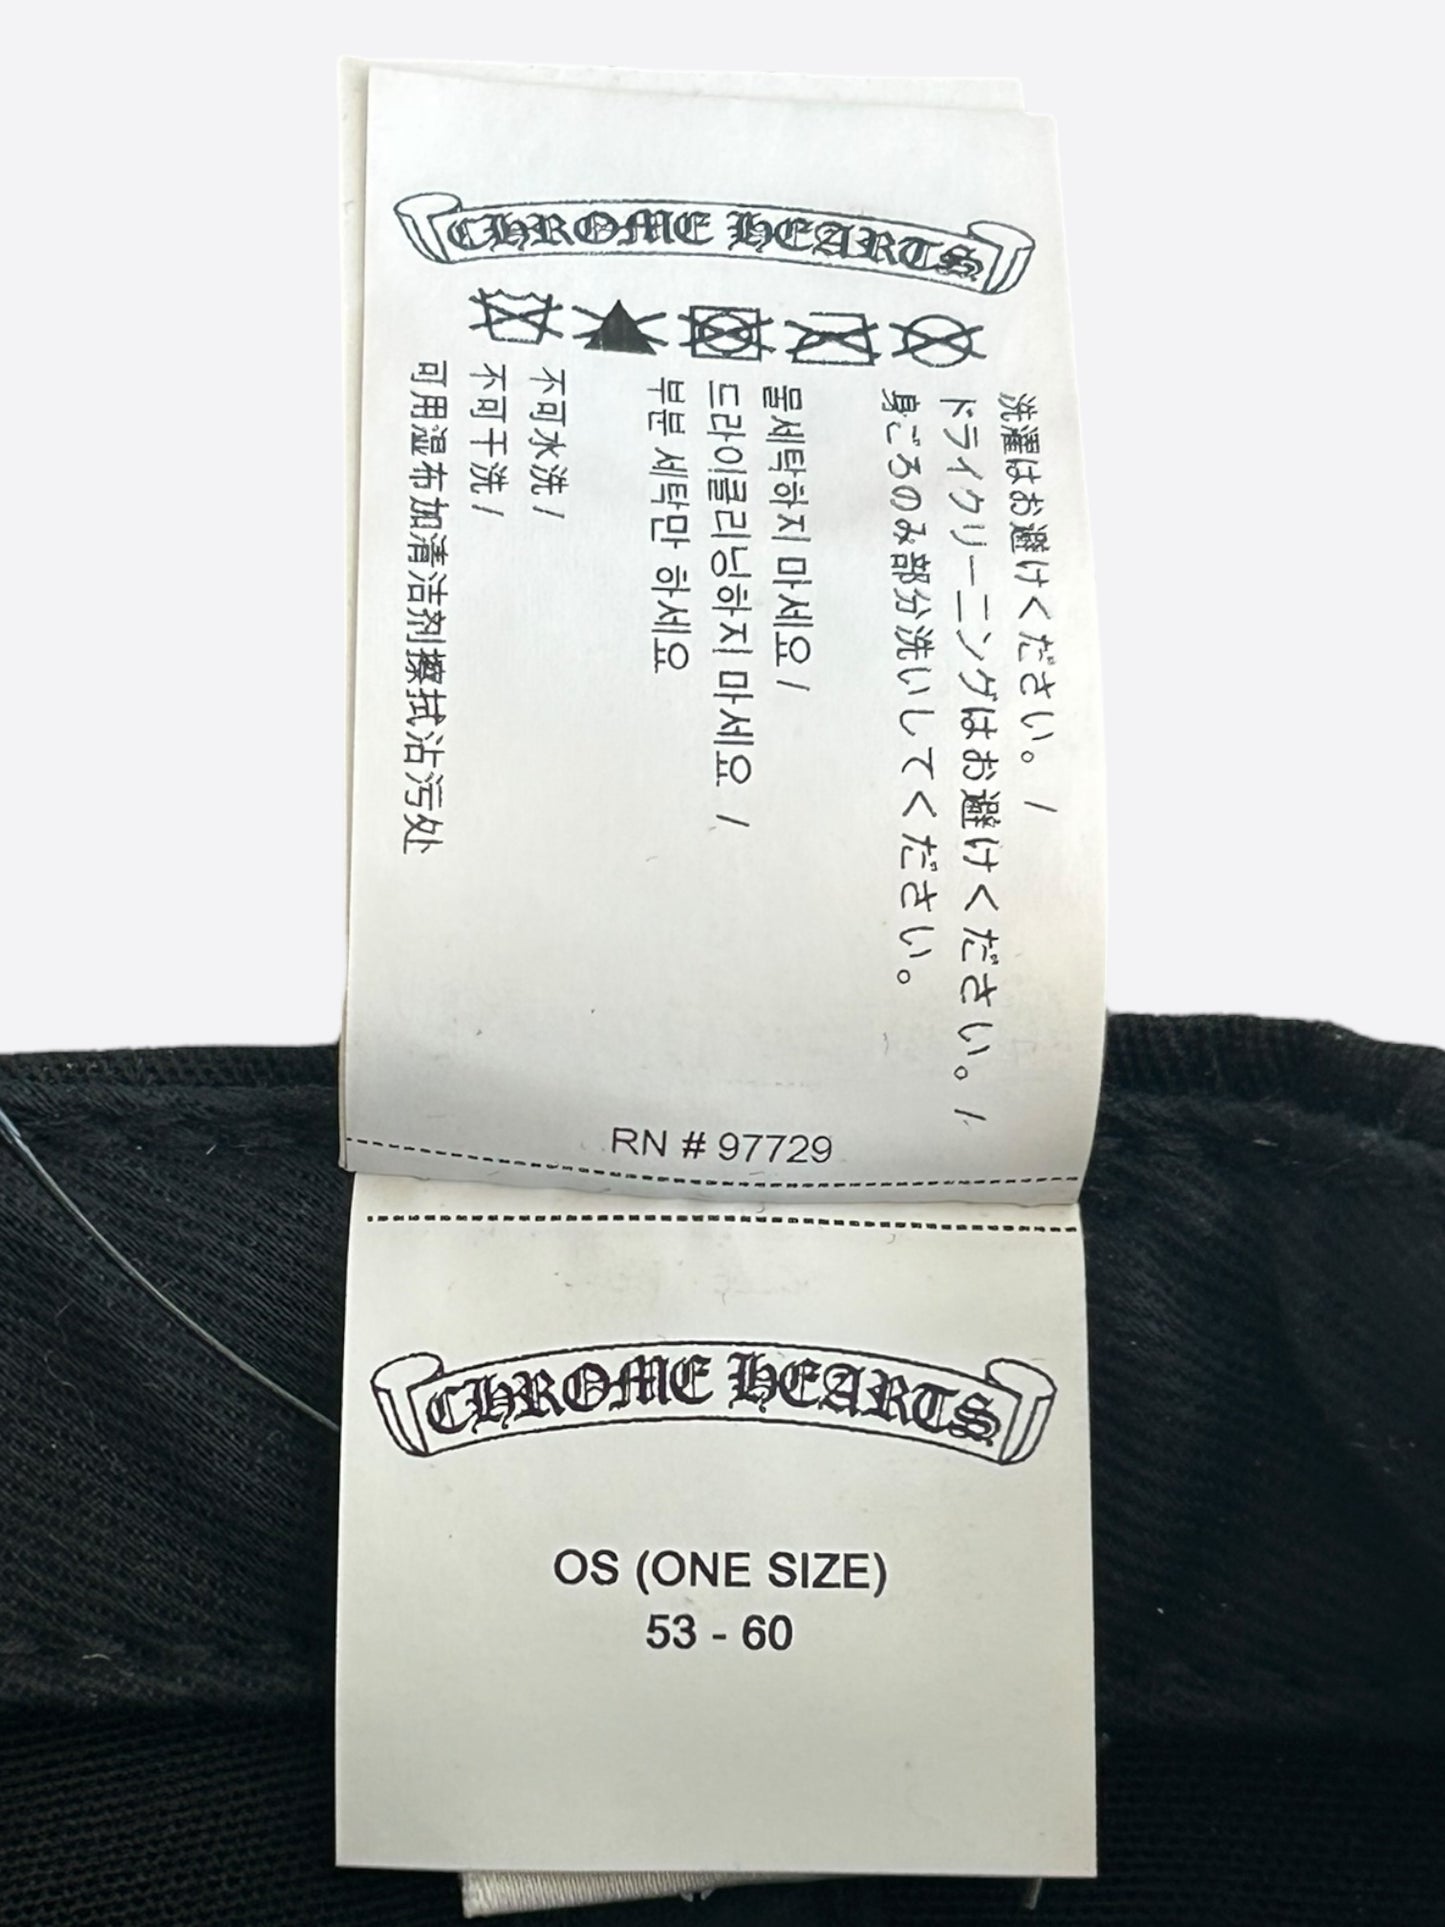 CHROME HEARTS
洗濯はお避けください。/
ドライクリーニングはお避けください。/
身ごろのみ部分洗いしてください。
물세탁하지 마세요 /
드라이클리닝하지 마세요 /
부분 세탁만 하세요
不可水洗 /
不可干洗 /
可用湿布加清洁剂擦拭沾污处
RN # 97729
CHROME HEARTS
OS (ONE SIZE)
53 - 60